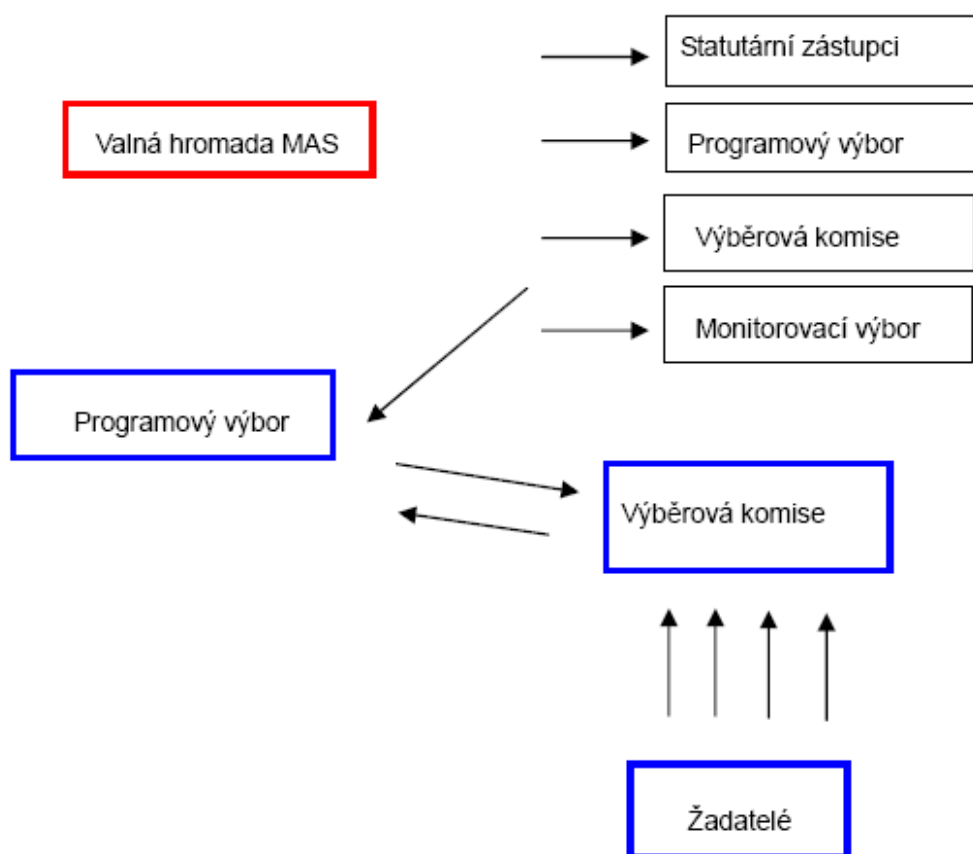 Statutární zástupci
Valná hromada MAS
Programový výbor
Výběrová komise
Monitorovací výbor
Programový výbor
Výběrová komise
Žadatelé